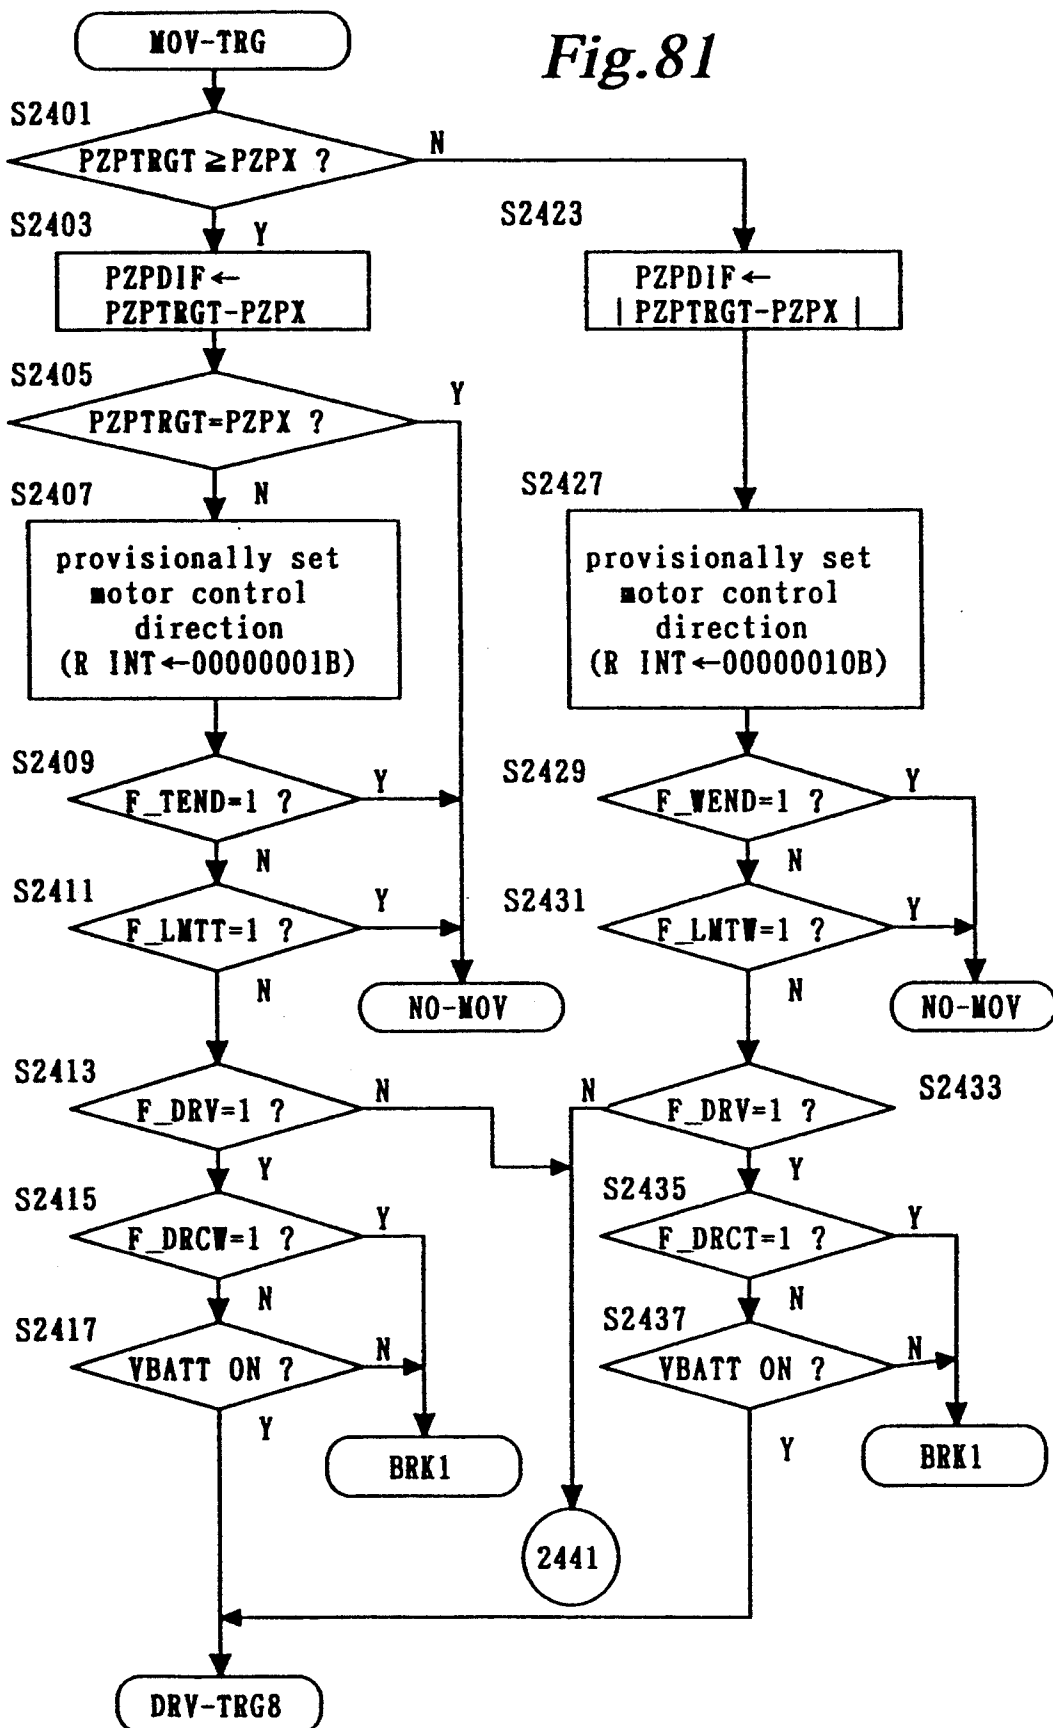 Fig.81
MOV-TRG
S2401
PZPTRGT≧PZPX ?
N
Y
S2403
PZPDIF←
PZPTRGT-PZPX
S2423
PZPDIF←
|PZPTRGT-PZPX|
S2405
PZPTRGT=PZPX ?
Y
N
S2407
provisionally set
motor control
direction
(R INT←00000001B)
S2427
provisionally set
motor control
direction
(R INT←00000010B)
S2409
F_TEND=1 ?
Y
N
S2429
F_WEND=1 ?
Y
N
S2411
F_LMTT=1 ?
Y
N
S2431
F_LMTW=1 ?
Y
N
NO-MOV
NO-MOV
S2413
F_DRV=1 ?
N
Y
S2433
F_DRV=1 ?
N
Y
S2415
F_DRCW=1 ?
Y
N
S2435
F_DRCT=1 ?
Y
N
S2417
VBATT ON ?
N
Y
S2437
VBATT ON ?
N
Y
BRK1
BRK1
2441
DRV-TRG8